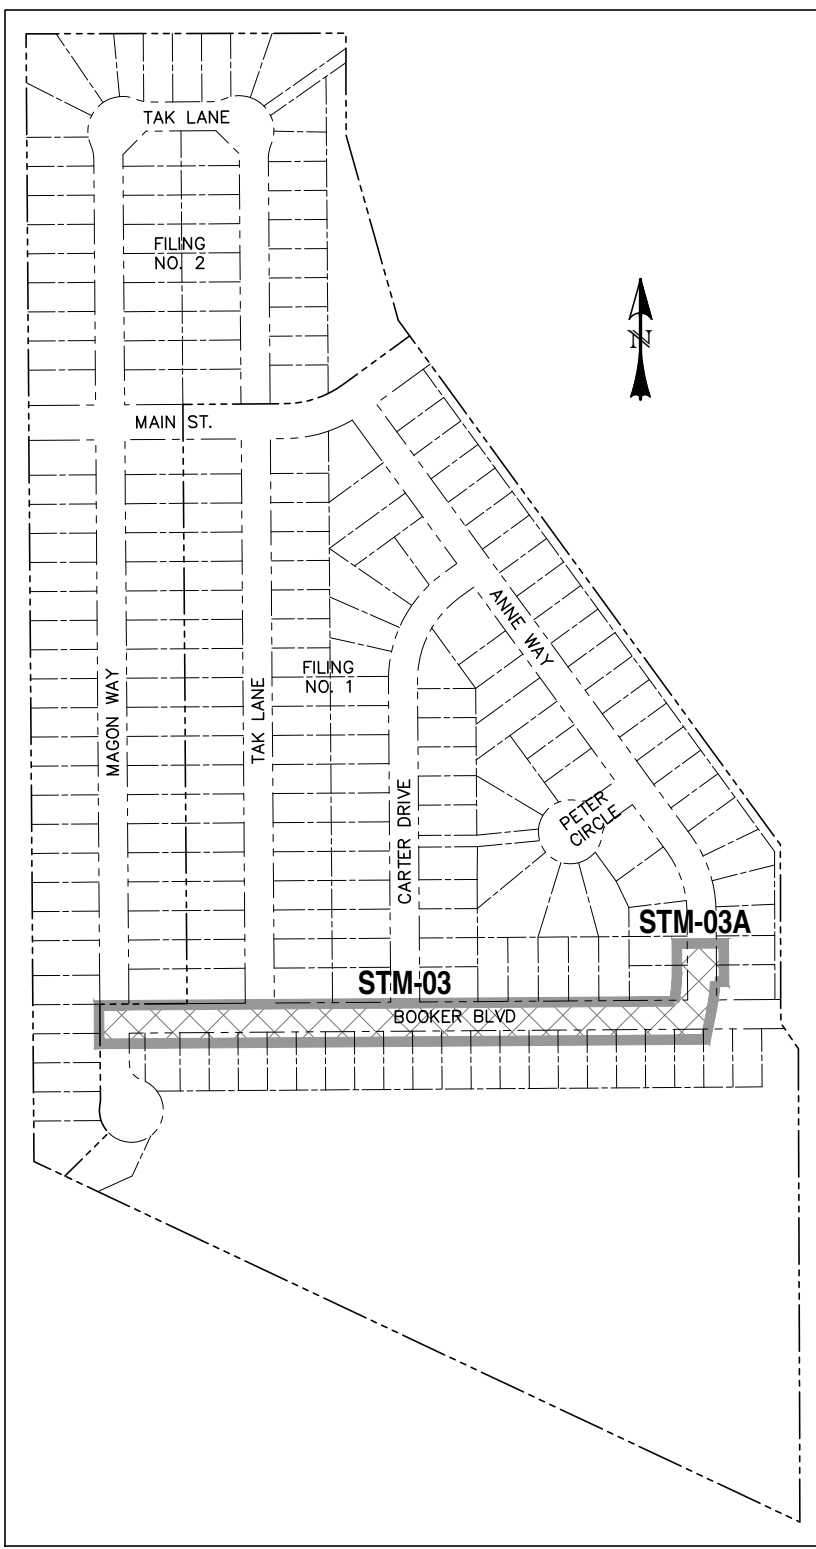 TAK LANE
FILING
NO. 2
N
MAIN ST.
ANNE WAY
FILING
NO. 1
MAGON WAY
TAK LANE
CARTER DRIVE
PETER
CIRCLE
STM-03A
STM-03
BOOKER BLVD